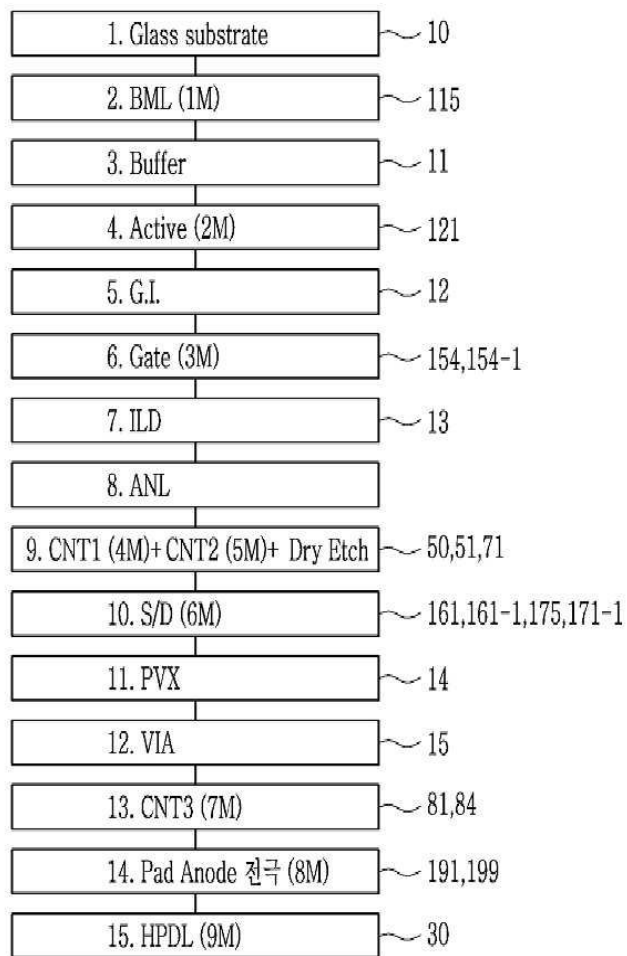 1. Glass substrate 10
2. BML (1M) 115
3. Buffer 11
4. Active (2M) 121
5. G.I. 12
6. Gate (3M) 154,154-1
7. ILD 13
8. ANL
9. CNT1 (4M)+CNT2 (5M)+ Dry Etch 50,51,71
10. S/D (6M) 161,161-1,175,171-1
11. PVX 14
12. VIA 15
13. CNT3 (7M) 81,84
14. Pad Anode 전극 (8M) 191,199
15. HPDL (9M) 30